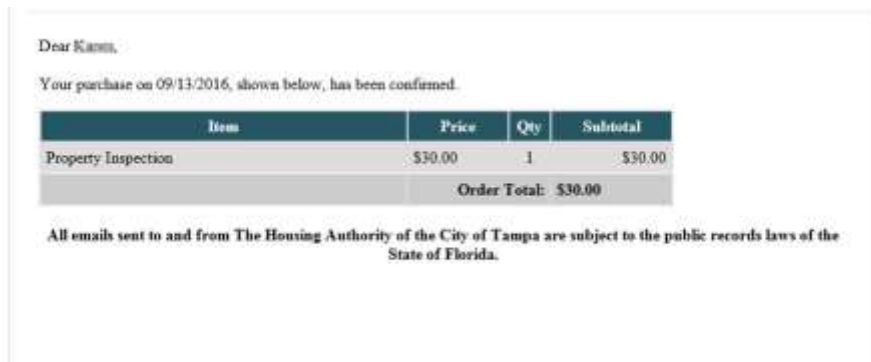 Dear Karen,
Your purchase on 09/13/2016, shown below, has been confirmed.
Item Price Qty Subtotal
Property Inspection $30.00 1 $30.00
Order Total: $30.00
All emails sent to and from The Housing Authority of the City of Tampa are subject to the public records laws of the
State of Florida.